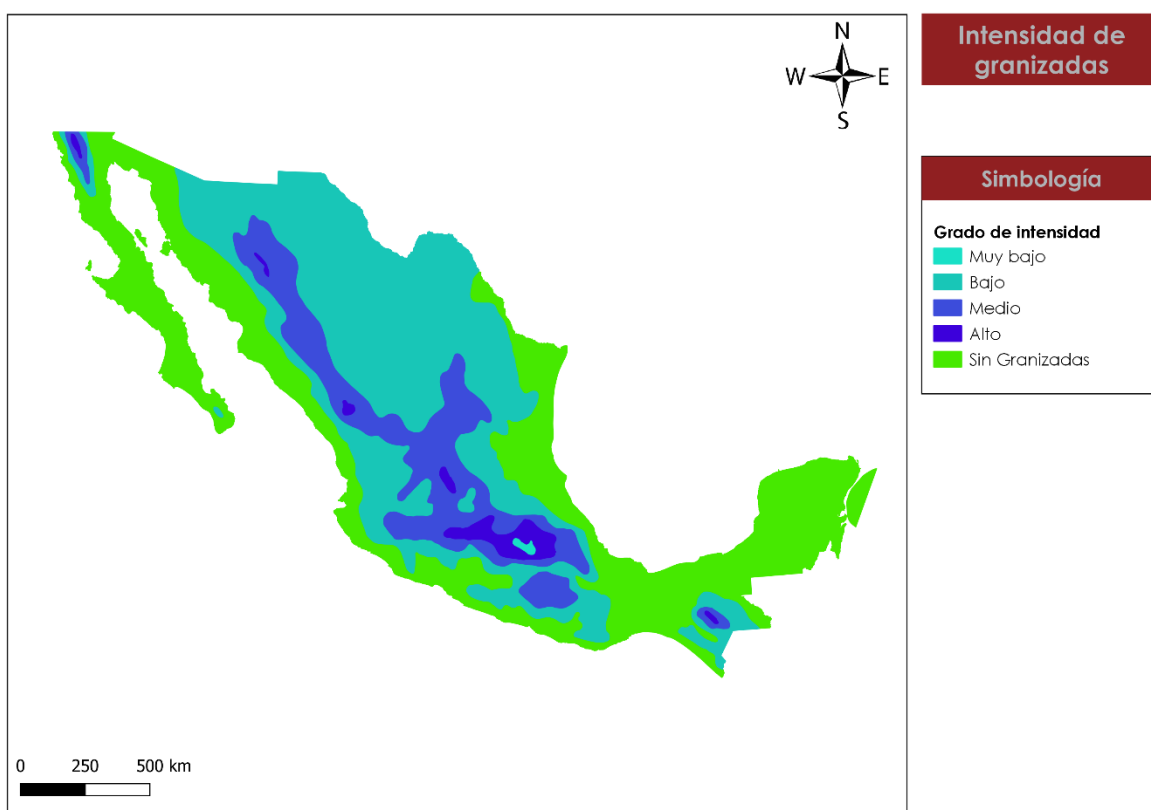 Intensidad de
granizadas
N
W E
S
Simbología
Grado de intensidad
Muy bajo
Bajo
Medio
Alto
Sin Granizadas
0 250 500 km